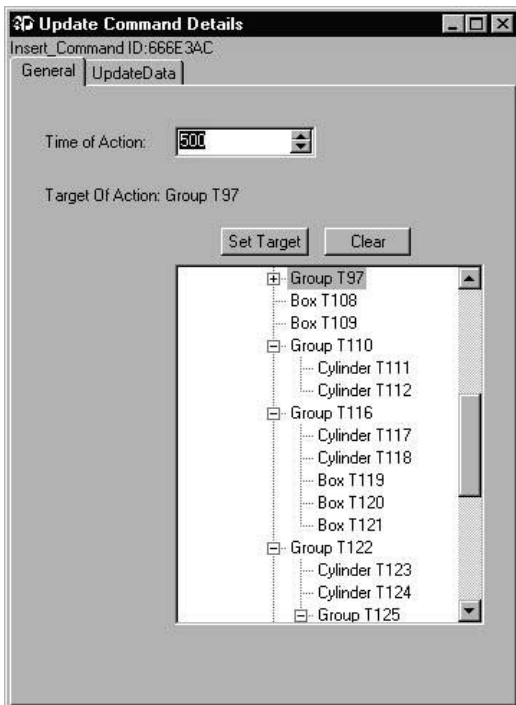 Update Command Details
Insert_Command ID:666E3AC
General UpdateData
Time of Action: 500
Target Of Action: Group T97
Set Target Clear
Group T97
Box T108
Box T109
Group T110
Cylinder T111
Cylinder T112
Group T116
Cylinder T117
Cylinder T118
Box T119
Box T120
Box T121
Group T122
Cylinder T123
Cylinder T124
Group T125